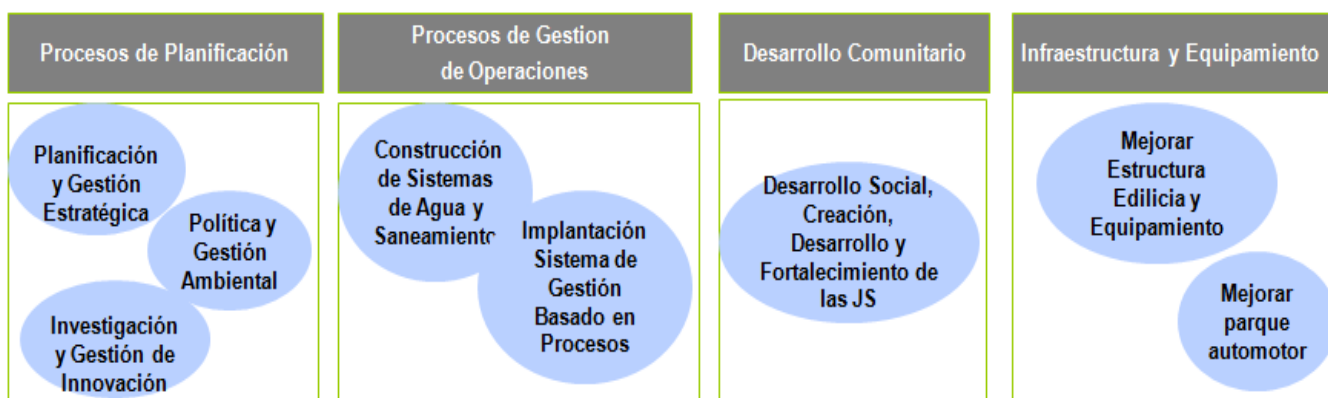 Procesos de Planificación
Procesos de Gestion
de Operaciones
Desarrollo Comunitario
Infraestructura y Equipamiento
Planificación
y Gestión
Estratégica
Política y
Gestión
Ambiental
Investigación
y Gestión de
Innovación
Construcción
de Sistemas
de Agua y
Saneamiento
Implantación
Sistema de
Gestión
Basado en
Procesos
Desarrollo Social,
Creación,
Desarrollo y
Fortalecimiento de
las JS
Mejorar
Estructura
Edilicia y
Equipamiento
Mejorar
parque
automotor